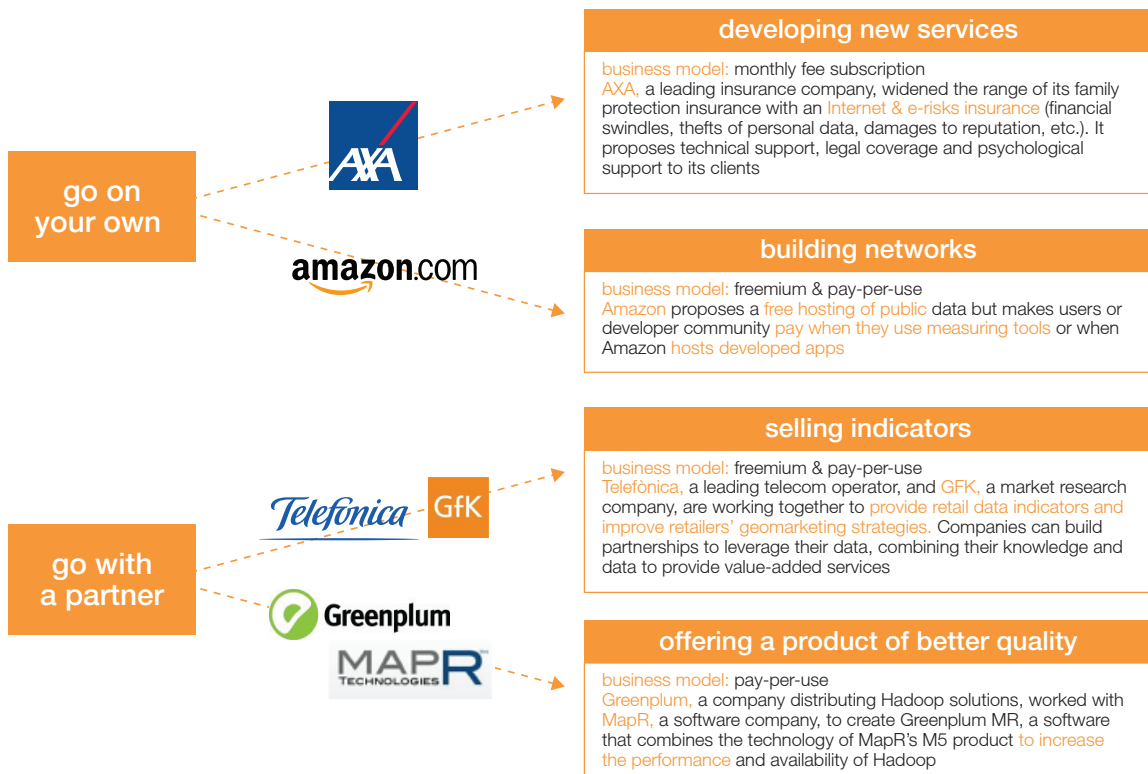 developing new services
business model: monthly fee subscription
AXA, a leading insurance company, widened the range of its family
protection insurance with an Internet & e-risks insurance (financial
swindles, thefts of personal data, damages to reputation, etc.). It
proposes technical support, legal coverage and psychological
support to its clients
go on
your own
AXA
amazon.com
building networks
business model: freemium & pay-per-use
Amazon proposes a free hosting of public data but makes users or
developer community pay when they use measuring tools or when
Amazon hosts developed apps
selling indicators
business model: freemium & pay-per-use
Telefònica, a leading telecom operator, and GFK, a market research
company, are working together to provide retail data indicators and
improve retailers' geomarketing strategies. Companies can build
partnerships to leverage their data, combining their knowledge and
data to provide value-added services
go with
a partner
Telefónica
GfK
Greenplum
MAPR
TECHNOLOGIES
offering a product of better quality
business model: pay-per-use
Greenplum, a company distributing Hadoop solutions, worked with
MapR, a software company, to create Greenplum MR, a software
that combines the technology of MapR's M5 product to increase
the performance and availability of Hadoop